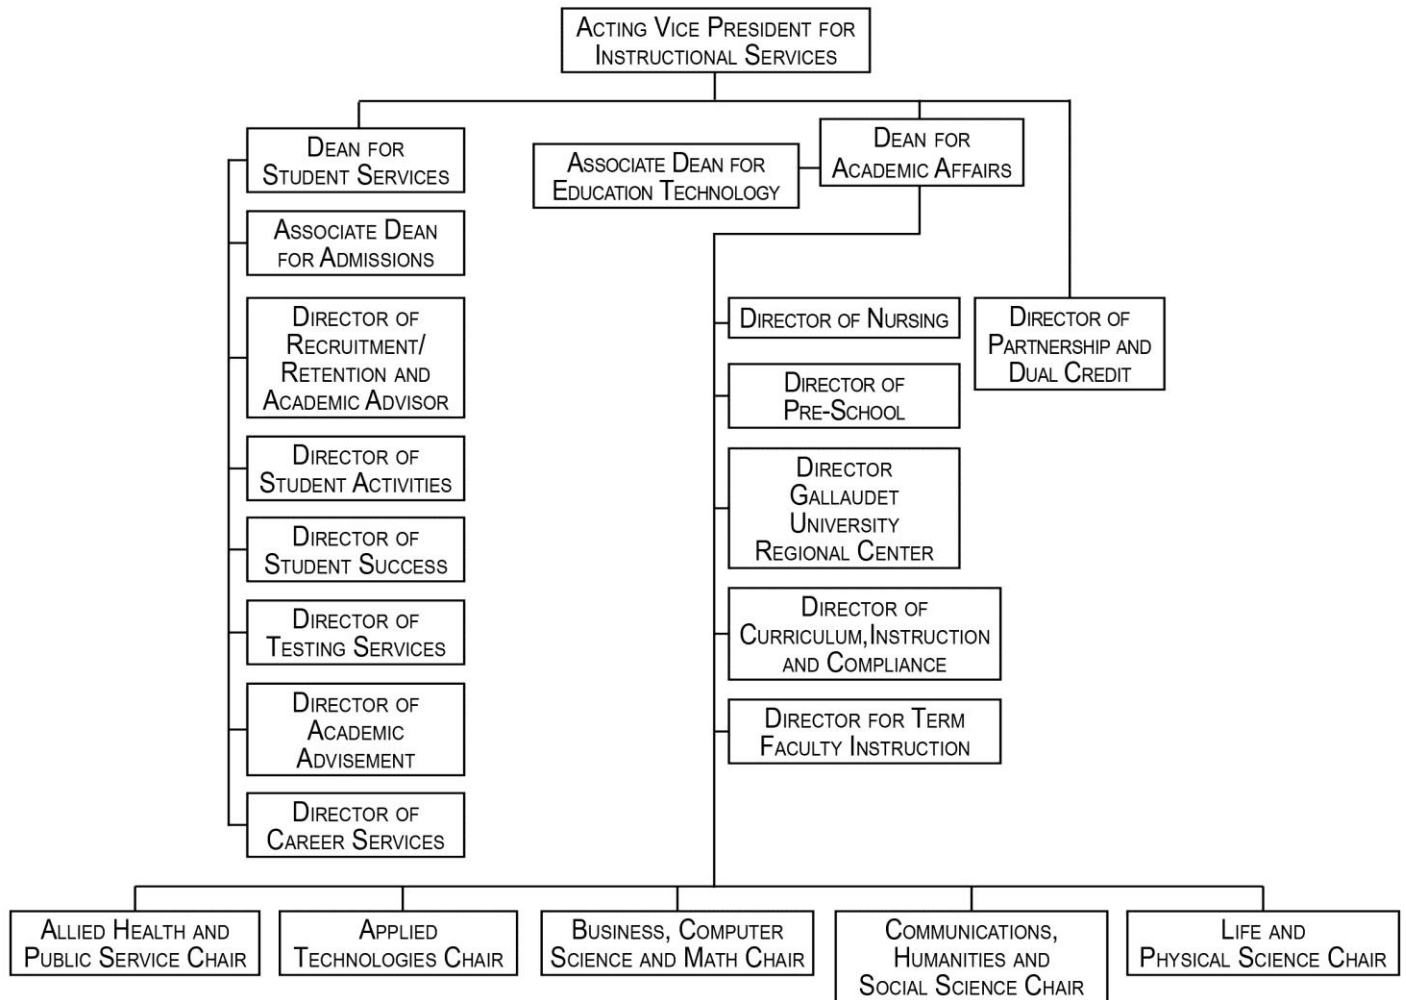 Acting Vice President for
Instructional Services
Dean for
Student Services
Associate Dean for
Education Technology
Dean for
Academic Affairs
Associate Dean
for Admissions
Director of
Recruitment/
Retention and
Academic Advisor
Director of
Student Activities
Director of
Student Success
Director of
Testing Services
Director of
Academic
Advisement
Director of
Career Services
Director of Nursing
Director of
Pre-School
Director
Gallaudet
University
Regional Center
Director of
Curriculum,Instruction
and Compliance
Director for Term
Faculty Instruction
Director of
Partnership and
Dual Credit
Allied Health and
Public Service Chair
Applied
Technologies Chair
Business, Computer
Science and Math Chair
Communications,
Humanities and
Social Science Chair
Life and
Physical Science Chair